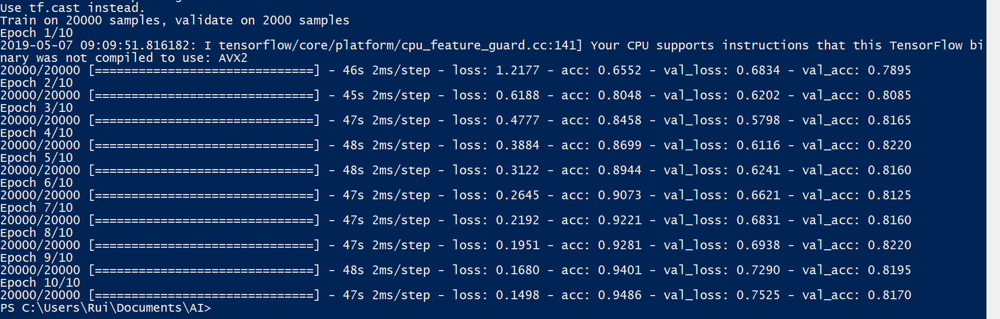 Use tf.cast instead.
Train on 20000 samples, validate on 2000 samples
Epoch 1/10
2019-05-07 09:09:51.816182: I tensorflow/core/platform/cpu_feature_guard.cc:141] Your CPU supports instructions that this TensorFlow bi
nary was not compiled to use: AVX2
20000/20000 [==============================] - 46s 2ms/step - loss: 1.2177 - acc: 0.6552 - val_loss: 0.6834 - val_acc: 0.7895
Epoch 2/10
20000/20000 [==============================] - 45s 2ms/step - loss: 0.6188 - acc: 0.8048 - val_loss: 0.6202 - val_acc: 0.8085
Epoch 3/10
20000/20000 [==============================] - 47s 2ms/step - loss: 0.4777 - acc: 0.8458 - val_loss: 0.5798 - val_acc: 0.8165
Epoch 4/10
20000/20000 [==============================] - 48s 2ms/step - loss: 0.3884 - acc: 0.8699 - val_loss: 0.6116 - val_acc: 0.8220
Epoch 5/10
20000/20000 [==============================] - 48s 2ms/step - loss: 0.3122 - acc: 0.8944 - val_loss: 0.6241 - val_acc: 0.8160
Epoch 6/10
20000/20000 [==============================] - 47s 2ms/step - loss: 0.2645 - acc: 0.9073 - val_loss: 0.6621 - val_acc: 0.8125
Epoch 7/10
20000/20000 [==============================] - 47s 2ms/step - loss: 0.2192 - acc: 0.9221 - val_loss: 0.6831 - val_acc: 0.8160
Epoch 8/10
20000/20000 [==============================] - 47s 2ms/step - loss: 0.1951 - acc: 0.9281 - val_loss: 0.6938 - val_acc: 0.8220
Epoch 9/10
20000/20000 [==============================] - 48s 2ms/step - loss: 0.1680 - acc: 0.9401 - val_loss: 0.7290 - val_acc: 0.8195
Epoch 10/10
20000/20000 [==============================] - 47s 2ms/step - loss: 0.1498 - acc: 0.9486 - val_loss: 0.7525 - val_acc: 0.8170
PS C:\Users\Rui\Documents\AI>